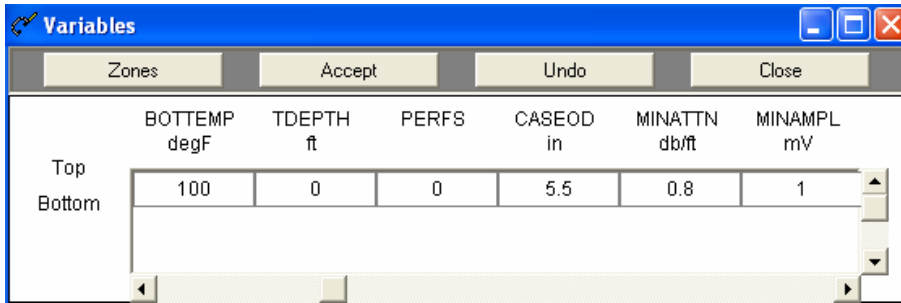 Variables
Zones Accept Undo Close
BOTTEMP TDEPTH PERFS CASEOD MINATTN MINAMPL
degF ft in db/ft mV
Top
100 0 0 5.5 0.8 1
Bottom